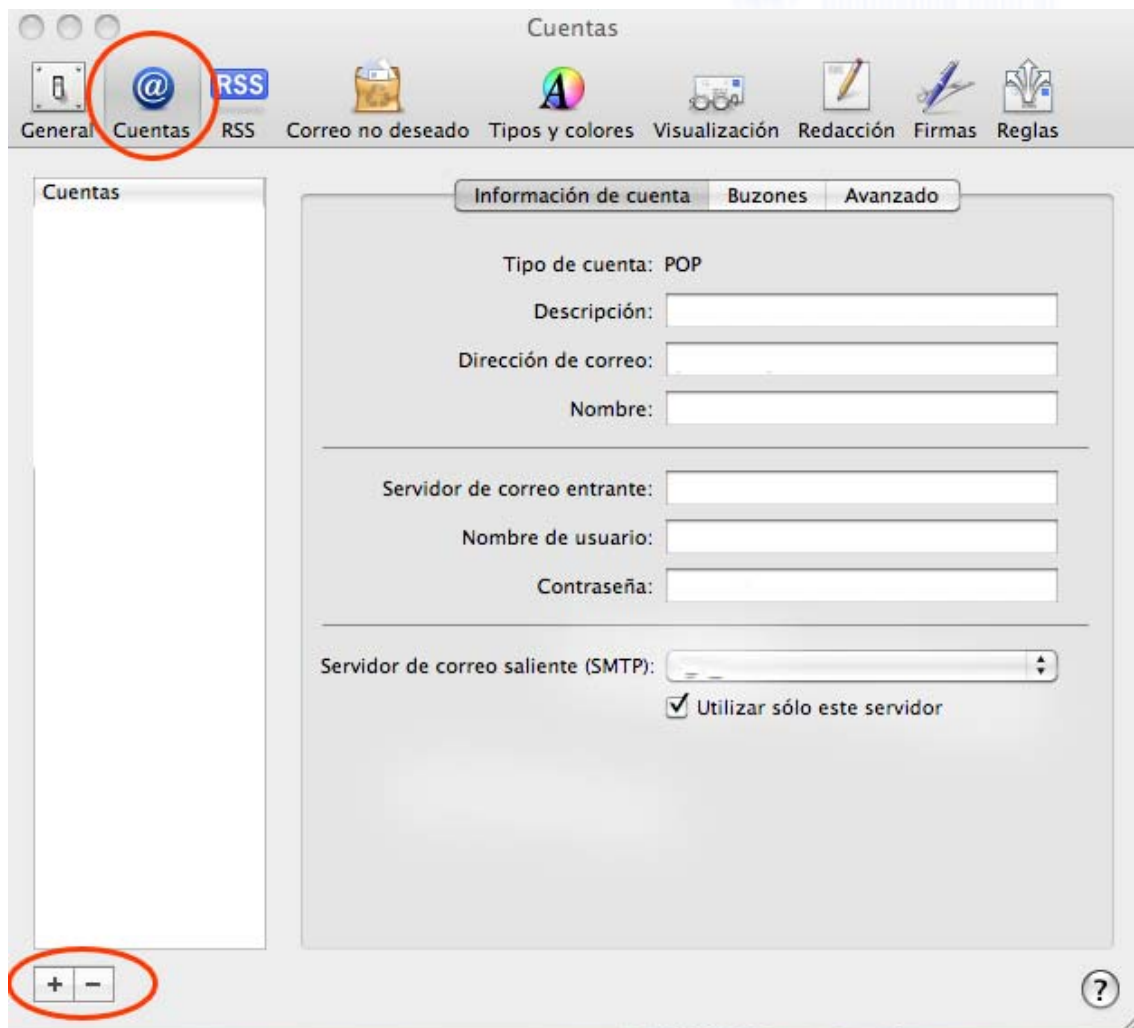 Cuentas
@ RSS A
General Cuentas RSS Correo no deseado Tipos y colores Visualización Redacción Firmas Reglas
Cuentas
Información de cuenta Buzones Avanzado
Tipo de cuenta: POP
Descripción:
Dirección de correo:
Nombre:
Servidor de correo entrante:
Nombre de usuario:
Contraseña:
Servidor de correo saliente (SMTP):
Utilizar sólo este servidor
+ −
?